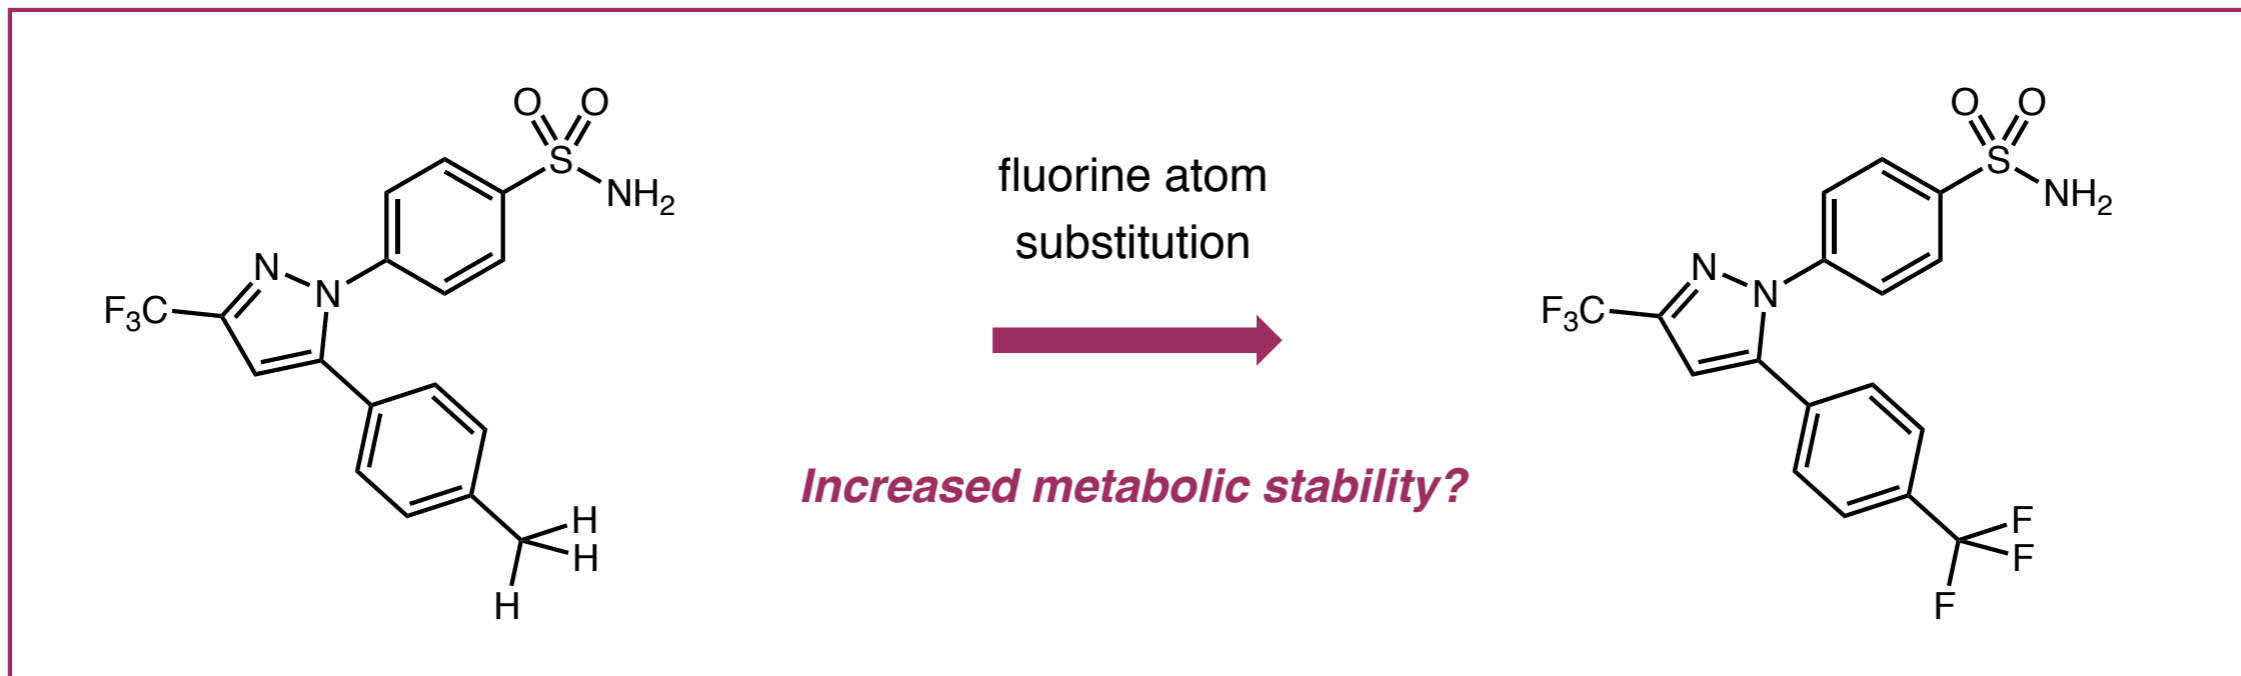 O O
S
NH2
N
N
F3C
H
H
H
fluorine atom
substitution
Increased metabolic stability?
O O
S
NH2
N
N
F3C
F
F
F